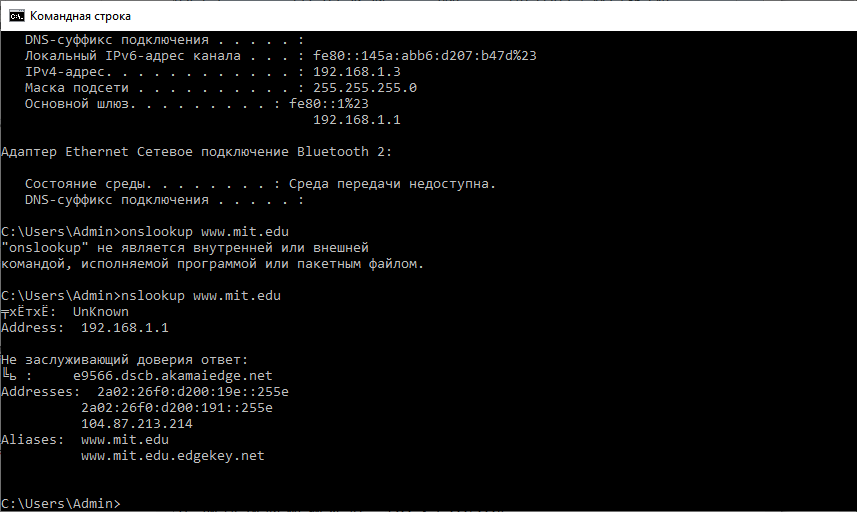 Командная строка
DNS-суффикс подключения . . . . . :
Локальный IPv6-адрес канала . . . : fe80::145a:abb6:d207:b47d%23
IPv4-адрес. . . . . . . . . . . . : 192.168.1.3
Маска подсети . . . . . . . . . . : 255.255.255.0
Основной шлюз. . . . . . . . . : fe80::1%23
192.168.1.1
Адаптер Ethernet Сетевое подключение Bluetooth 2:
Состояние среды. . . . . . . . : Среда передачи недоступна.
DNS-суффикс подключения . . . . . :
C:\Users\Admin>onslookup www.mit.edu
"onslookup" не является внутренней или внешней
командой, исполняемой программой или пакетным файлом.
C:\Users\Admin>nslookup www.mit.edu
╤хЁтхЁ:  UnKnown
Address:  192.168.1.1
Не заслуживающий доверия ответ:
╚ь :     e9566.dscb.akamaiedge.net
Addresses:  2a02:26f0:d200:19e::255e
2a02:26f0:d200:191::255e
104.87.213.214
Aliases:  www.mit.edu
www.mit.edu.edgekey.net
C:\Users\Admin>